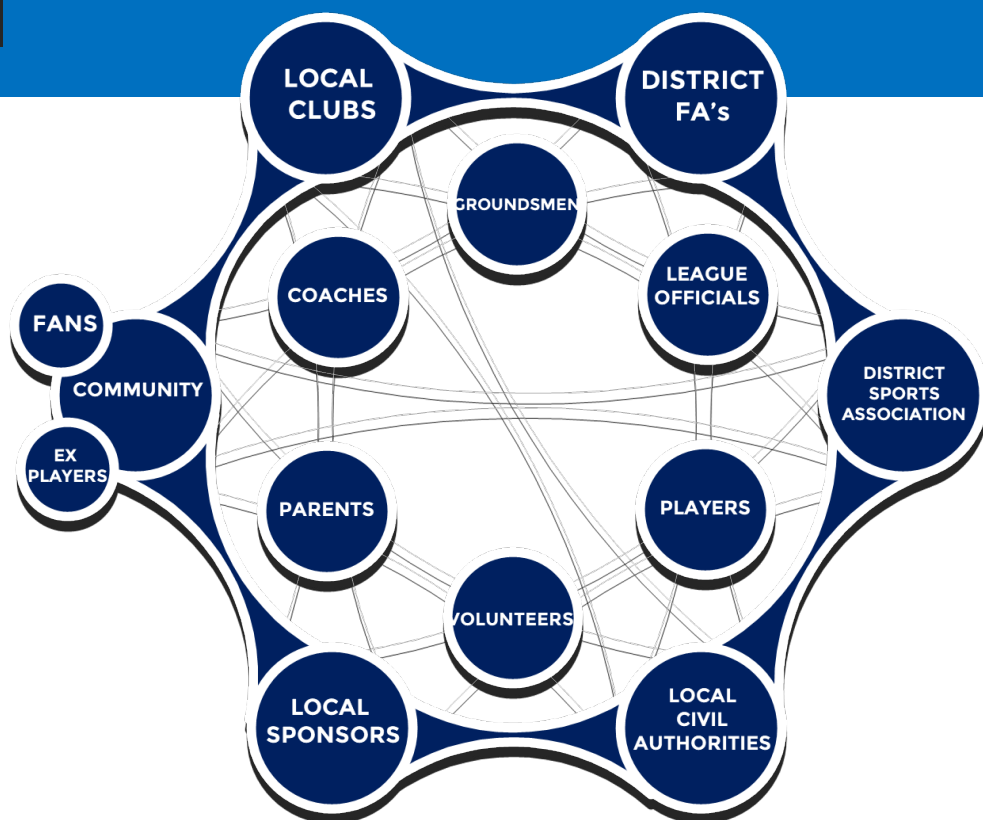 LOCAL
CLUBS
DISTRICT
FA's
GROUNDSMEN
COACHES
LEAGUE
OFFICIALS
FANS
COMMUNITY
EX
PLAYERS
DISTRICT
SPORTS
ASSOCIATION
PARENTS
PLAYERS
VOLUNTEERS
LOCAL
SPONSORS
LOCAL
CIVIL
AUTHORITIES